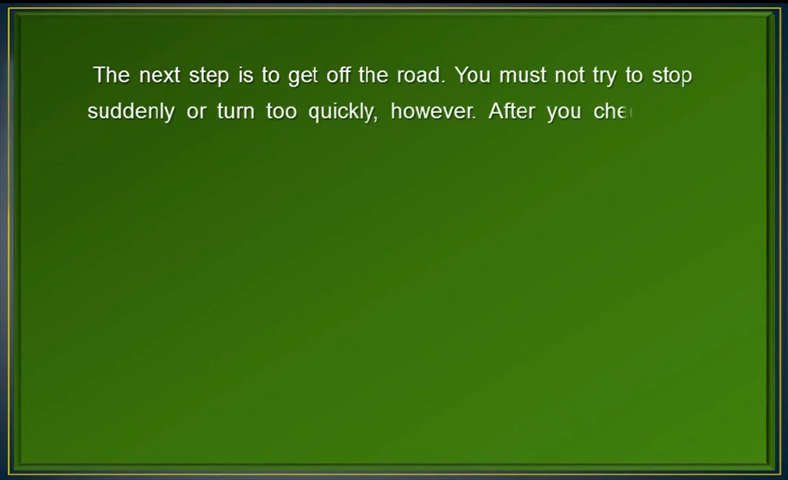 The next step is to get off the road. You must not try to stop
suddenly or turn too quickly, however. After you